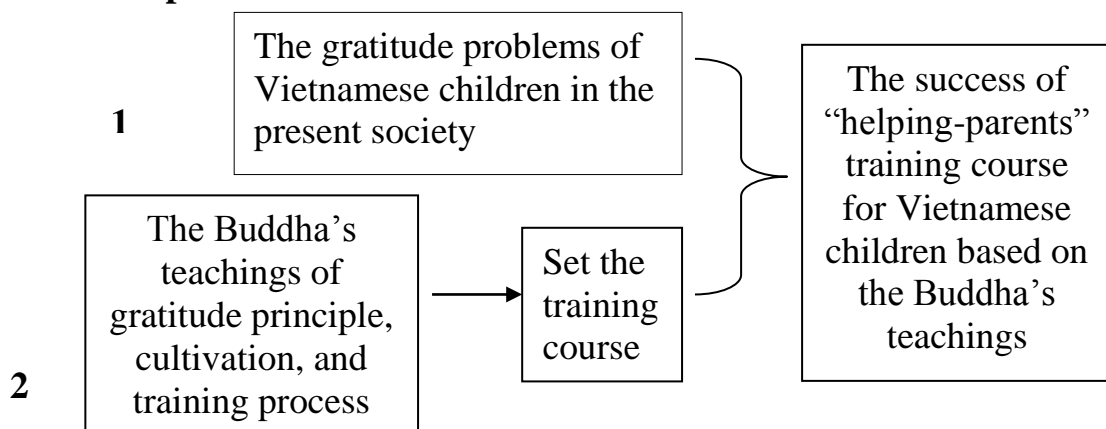 The gratitude problems of
Vietnamese children in the
present society
1
The Buddha’s
teachings of
gratitude principle,
cultivation, and
training process
2
Set the
training
course
The success of
“helping-parents”
training course
for Vietnamese
children based on
the Buddha’s
teachings